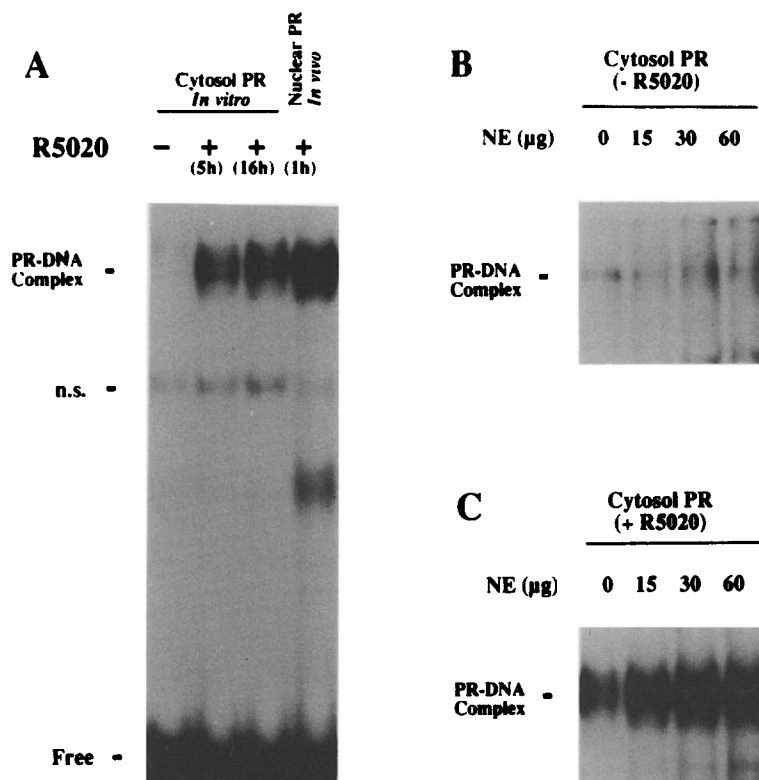 A
Cytosol PR
In vitro
Nuclear PR
In vivo
R5020
- + + +
(5h) (16h) (1h)
PR-DNA
Complex -
n.s. -
Free -
B
Cytosol PR
(- R5020)
NE (µg) 0 15 30 60
PR-DNA
Complex -
C
Cytosol PR
(+ R5020)
NE (µg) 0 15 30 60
PR-DNA
Complex -